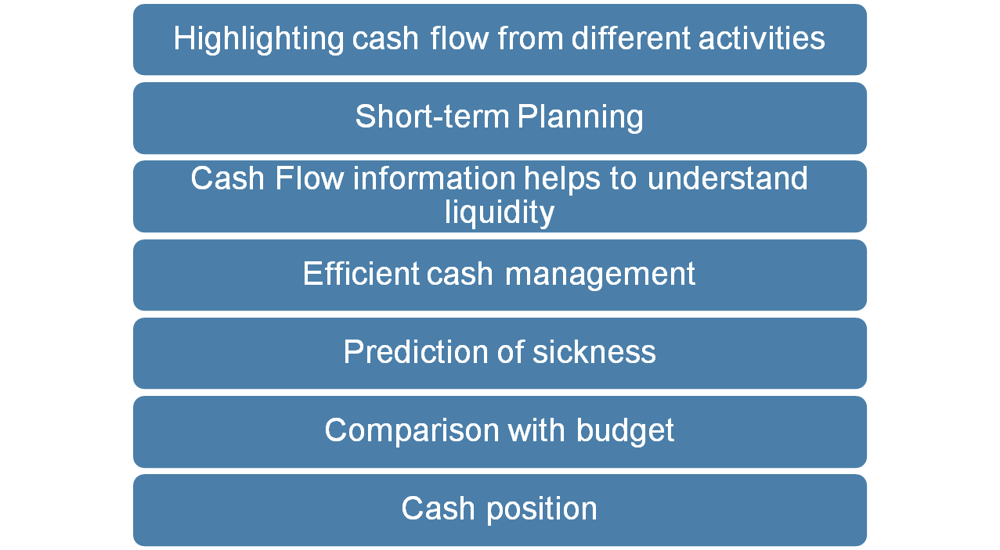 Highlighting cash flow from different activities
Short-term Planning
Cash Flow information helps to understand
liquidity
Efficient cash management
Prediction of sickness
Comparison with budget
Cash position